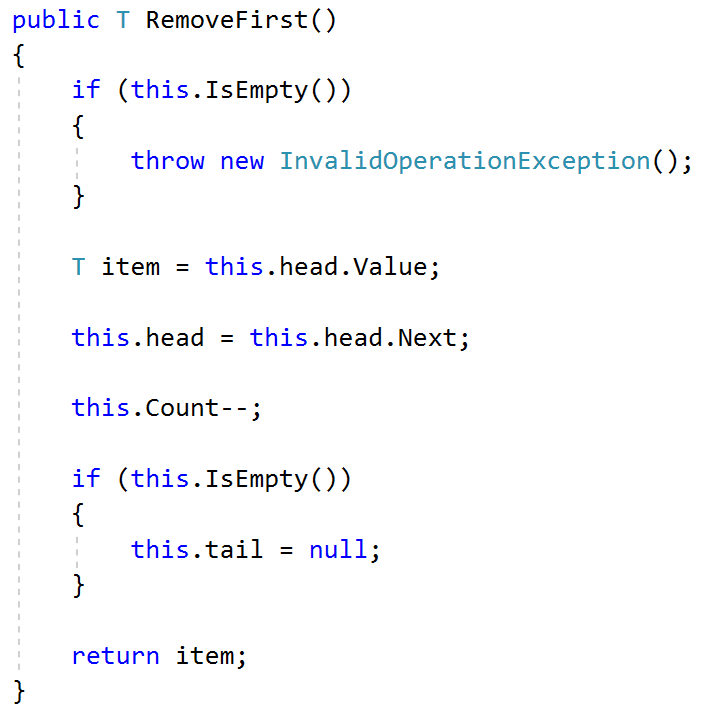 public T RemoveFirst()
{
    if (this.IsEmpty())
    {
        throw new InvalidOperationException();
    }

    T item = this.head.Value;

    this.head = this.head.Next;

    this.Count--;

    if (this.IsEmpty())
    {
        this.tail = null;
    }

    return item;
}